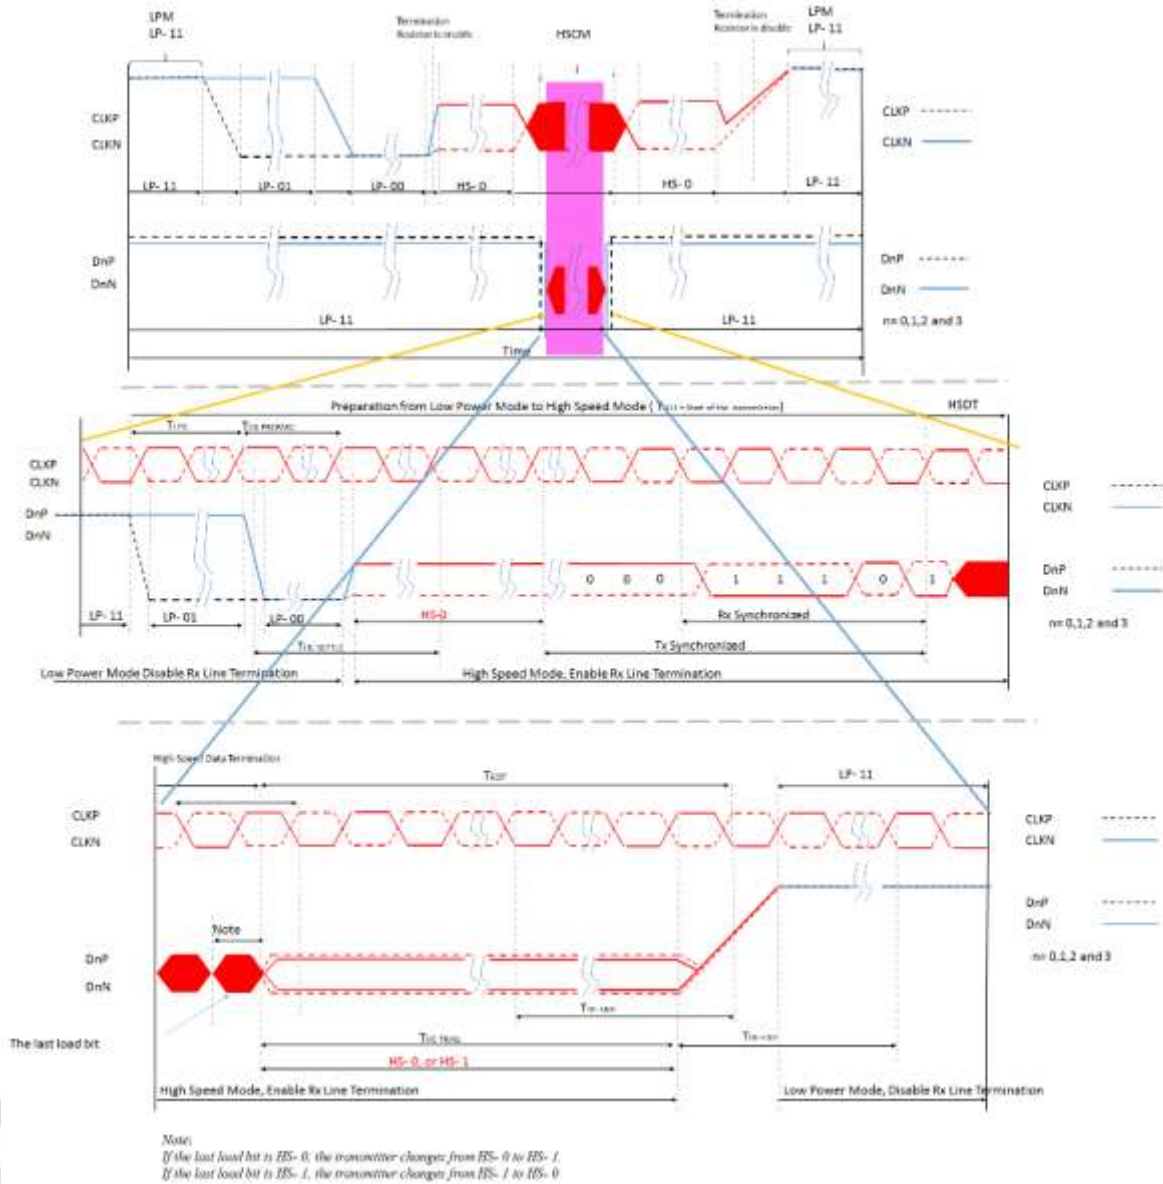 LPM
LP- 11
Termination
Resistor is enable
HSCM
Termination
Resistor is disable
LPM
LP- 11
CLKP
CLKN
CLKP
CLKN
LP- 11
LP- 01
LP-00
HS- 0
HS- 0
LP- 11
DnP
DnN
DnP
DnN
LP- 11
LP- 11
n= 0,1,2 and 3
Time
Preparation from Low Power Mode to High Speed Mode (
HSDT
CLKP
CLKN
CLKP
CLKN
DnP
DnN
0 0 0 1 1 1 0 1
DnP
DnN
LP- 11
LP- 01
LP-00
HS-0
Rx Synchronized
n= 0,1,2 and 3
Tx Synchronized
Low Power Mode Disable Rx Line Termination
High Speed Mode, Enable Rx Line Termination
High-Speed Data Termination
LP- 11
CLKP
CLKN
CLKP
CLKN
DnP
DnN
Note
n= 0,1,2 and 3
DnP
DnN
The last load bit
HS- 0, or HS- 1
High Speed Mode, Enable Rx Line Termination
Low Power Mode, Disable Rx Line Termination
Note:
If the last load bit is HS- 0, the transmitter changes from HS- 0 to HS- 1.
If the last load bit is HS- 1, the transmitter changes from HS- 1 to HS- 0